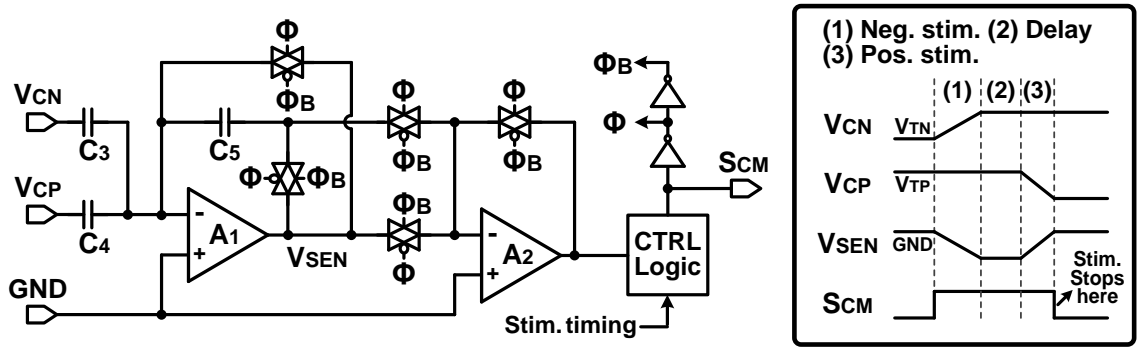 Φ
ΦB
VCN
C3
C5
Φ
ΦB
Φ
ΦB
ΦB
Φ
SCM
VCP
C4
Φ
ΦB
ΦB
Φ
- A1
+
VSEN
- A2
+
CTRL
Logic
GND
Stim. timing
(1) Neg. stim. (2) Delay
(3) Pos. stim.
(1) (2) (3)
VCN VTN
VCP VTP
VSEN GND
SCM
Stim.
Stops
here